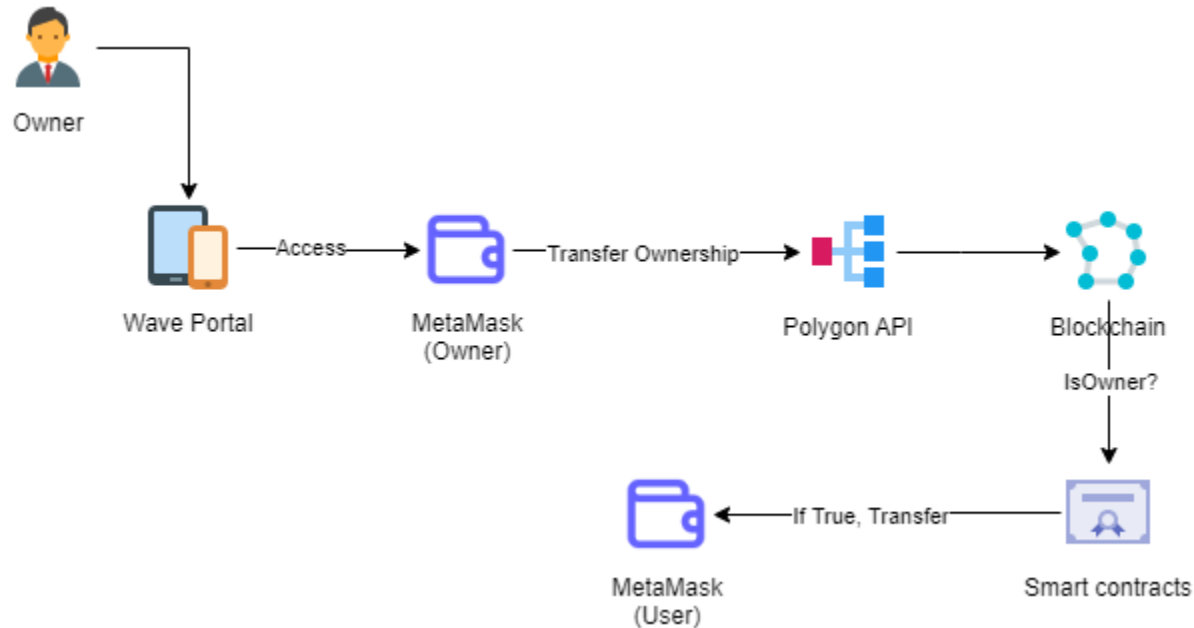 Owner
Access
Transfer Ownership
Wave Portal
MetaMask
(Owner)
Polygon API
Blockchain
IsOwner?
If True, Transfer
MetaMask
(User)
Smart contracts